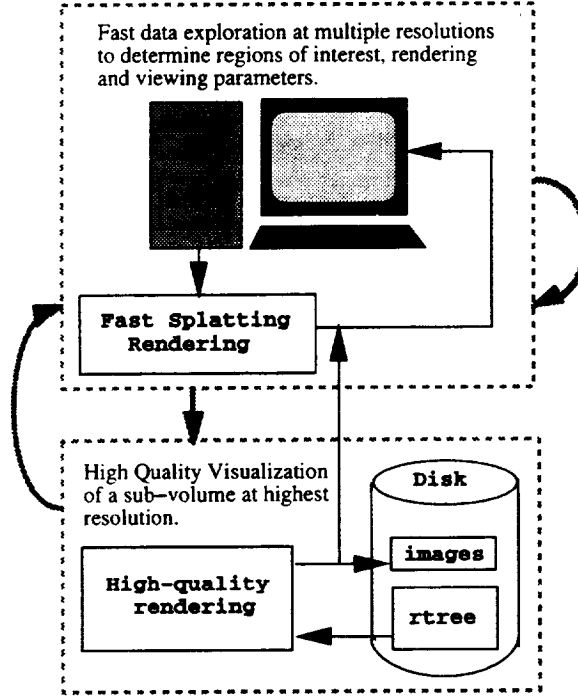 Fast data exploration at multiple resolutions
to determine regions of interest, rendering
and viewing parameters.
Fast Splatting
Rendering
High Quality Visualization
of a sub-volume at highest
resolution.
Disk
images
High-quality
rendering
rtree